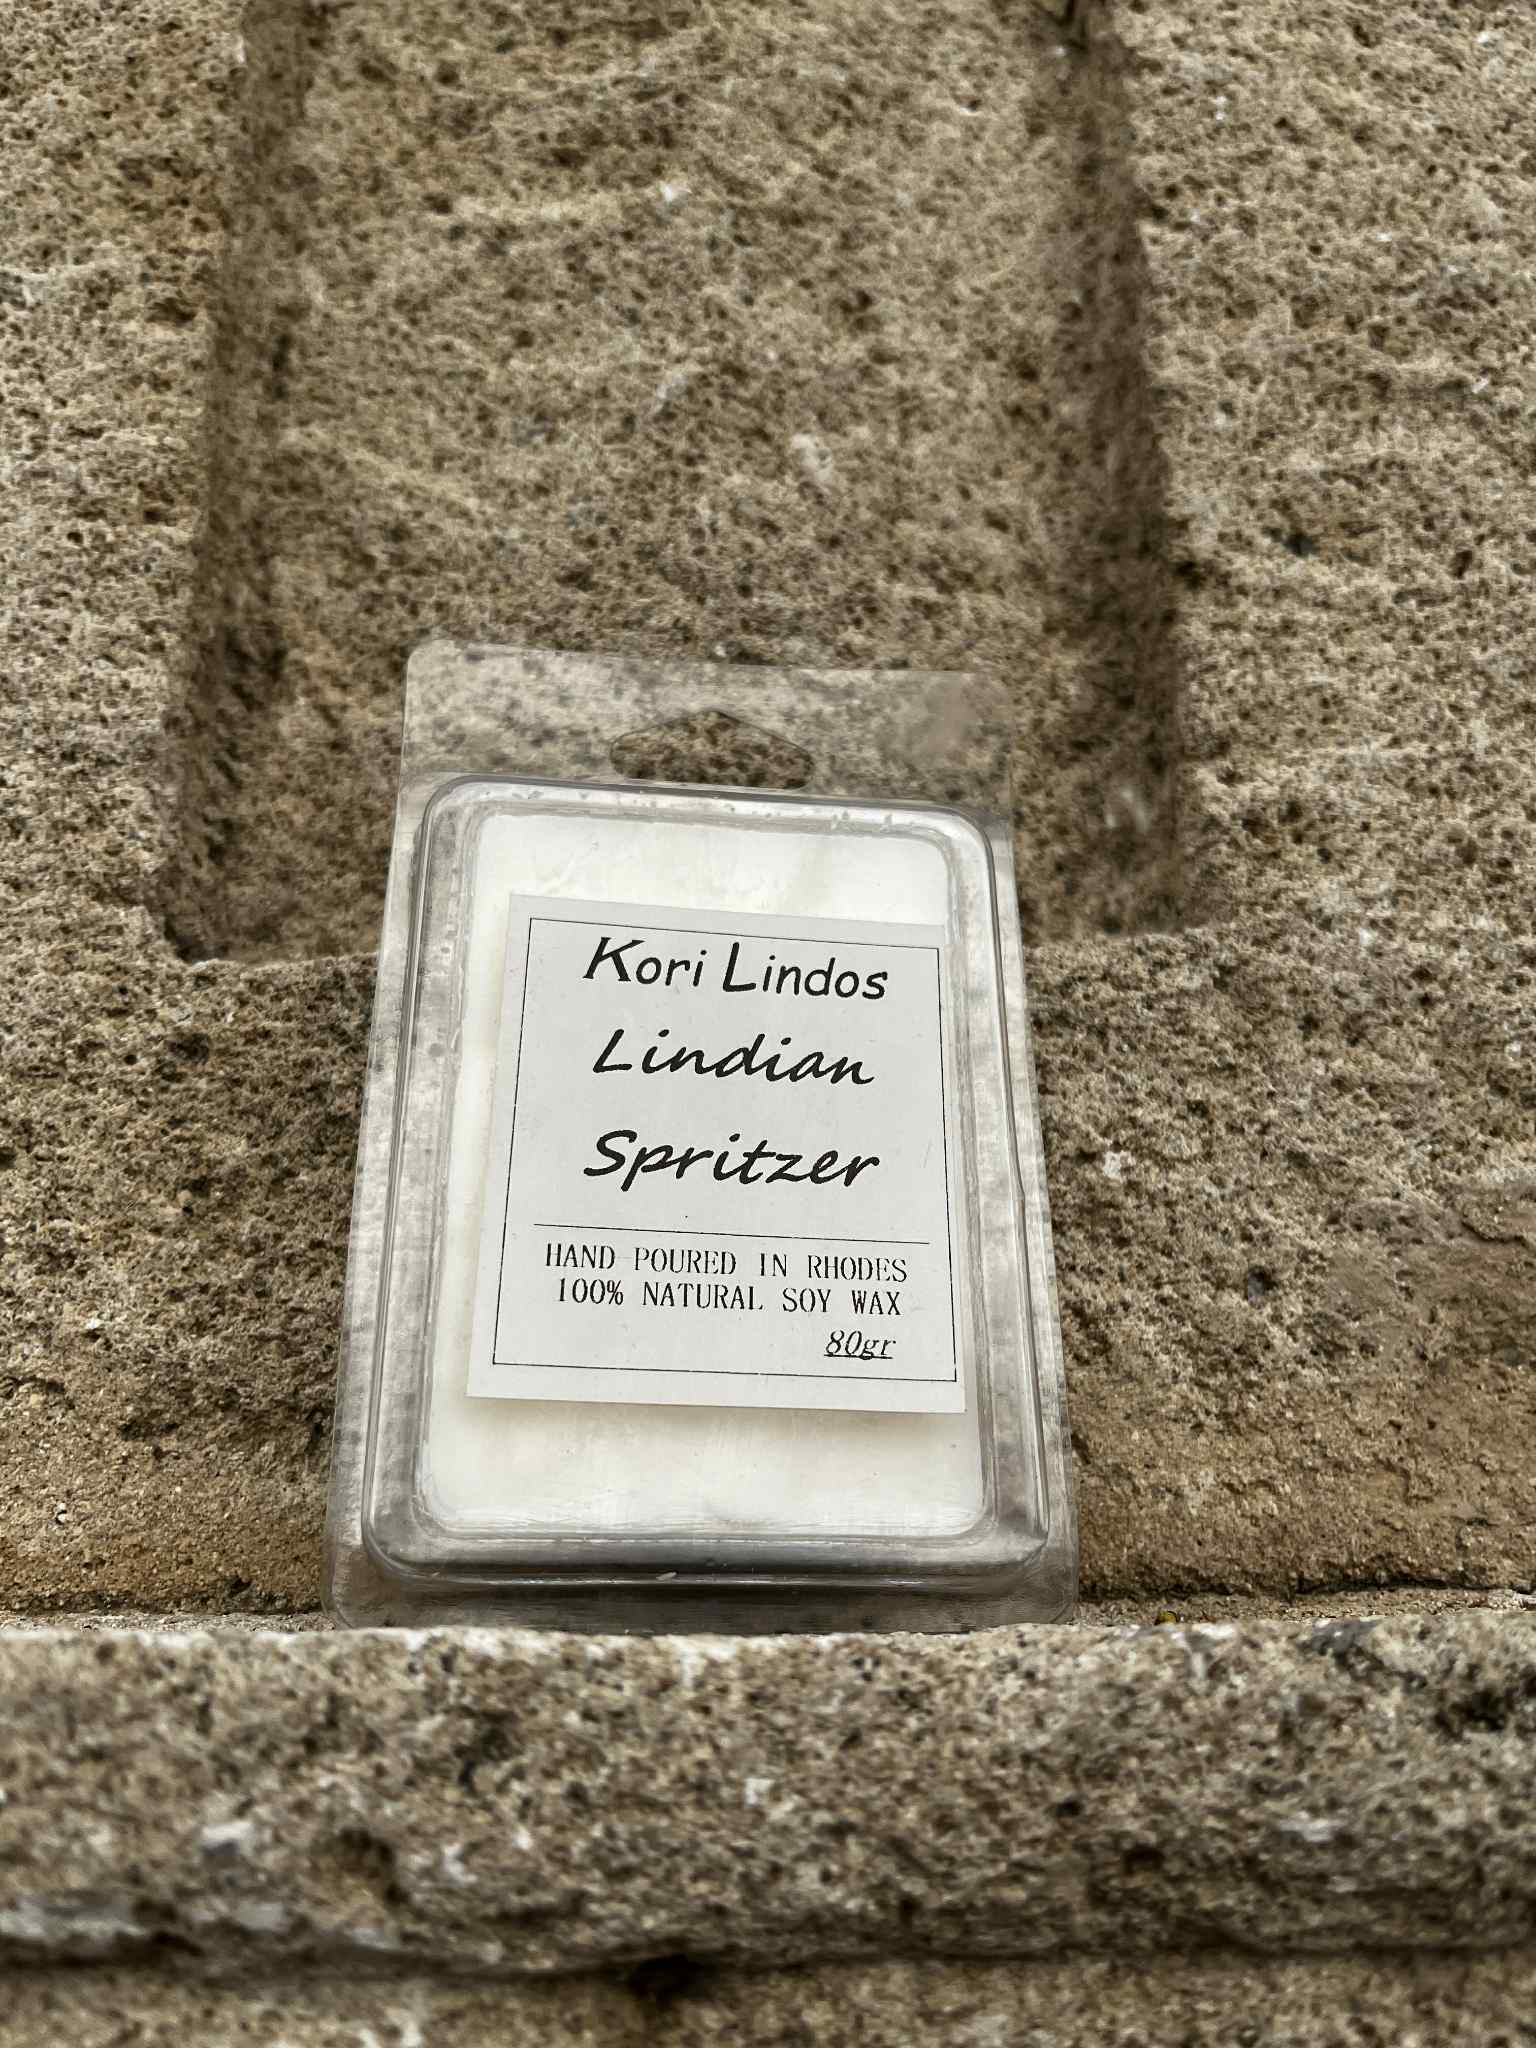 Kori Lindos
Lindian
Spritzer
HAND POURED IN RHODES
100% NATURAL SOY WAX
80gr